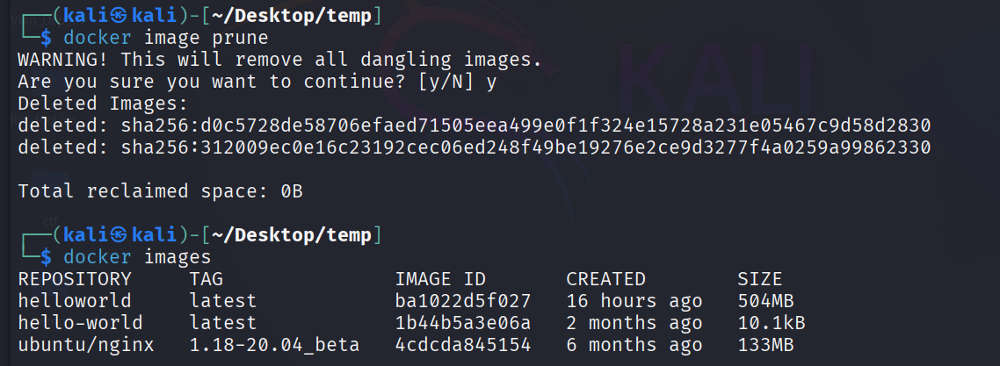 ┌──(kali㉿kali)-[~/Desktop/temp]
└─$ docker image prune
WARNING! This will remove all dangling images.
Are you sure you want to continue? [y/N] y
Deleted Images:
deleted: sha256:d0c5728de58706efaed71505eea499e0f1f324e15728a231e05467c9d58d2830
deleted: sha256:312009ec0e16c23192cec06ed248f49be19276e2ce9d3277f4a0259a99862330
Total reclaimed space: 0B
┌──(kali㉿kali)-[~/Desktop/temp]
└─$ docker images
REPOSITORY TAG IMAGE ID CREATED SIZE
helloworld latest ba1022d5f027 16 hours ago 504MB
hello-world latest 1b44b5a3e06a 2 months ago 10.1kB
ubuntu/nginx 1.18-20.04_beta 4cdcda845154 6 months ago 133MB
KALI